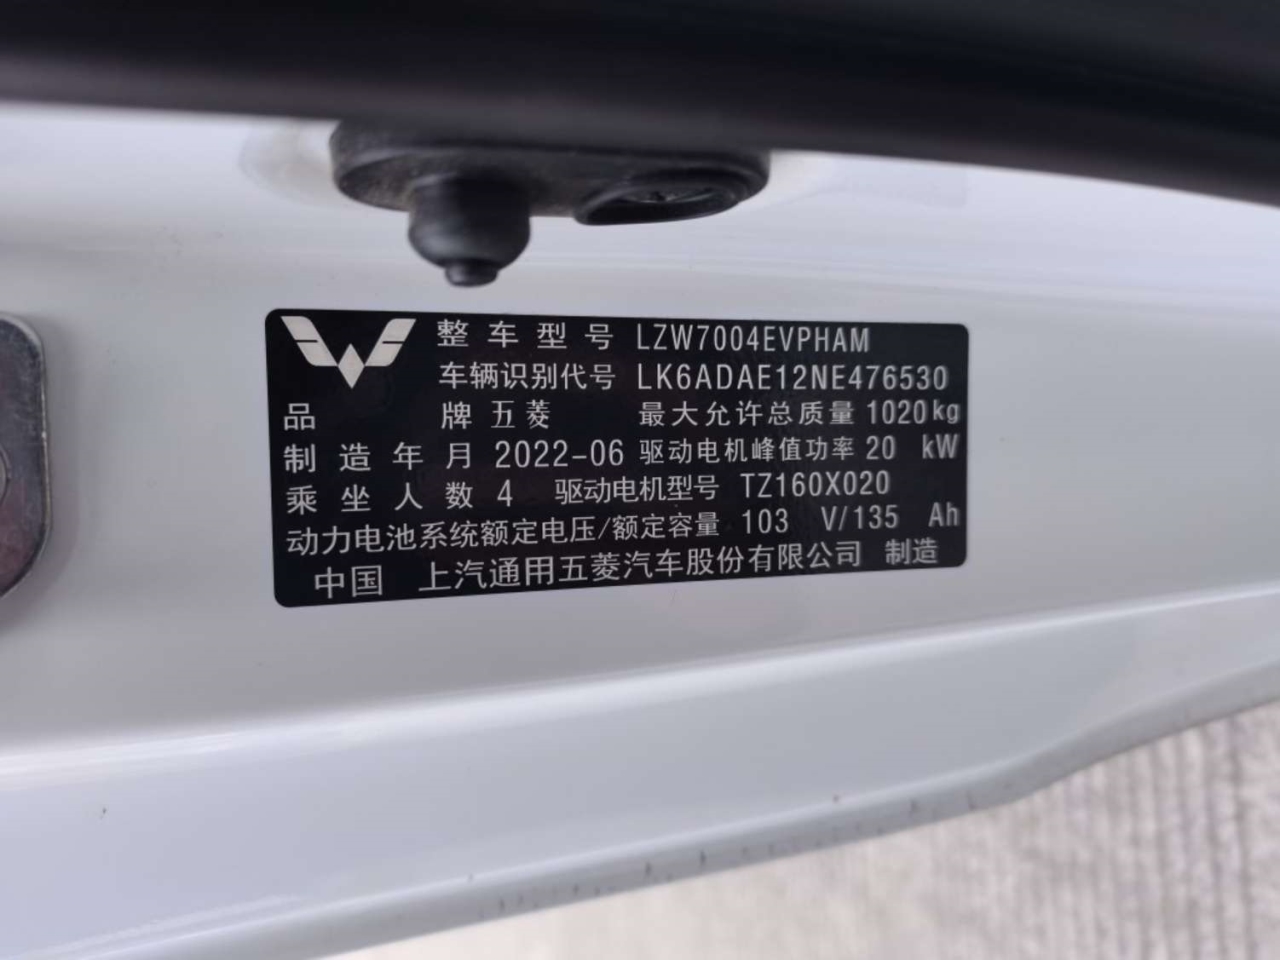 整车型号 LZW7004EVPHAM
车辆识别代号 LK6ADAE12NE476530
品牌 五菱 最大允许总质量 1020kg
制造年月 2022-06 驱动电机峰值功率 20 kW
乘坐人数 4 驱动电机型号 TZ160X020
动力电池系统额定电压/额定容量 103 V/135 Ah
中国 上汽通用五菱汽车股份有限公司 制造